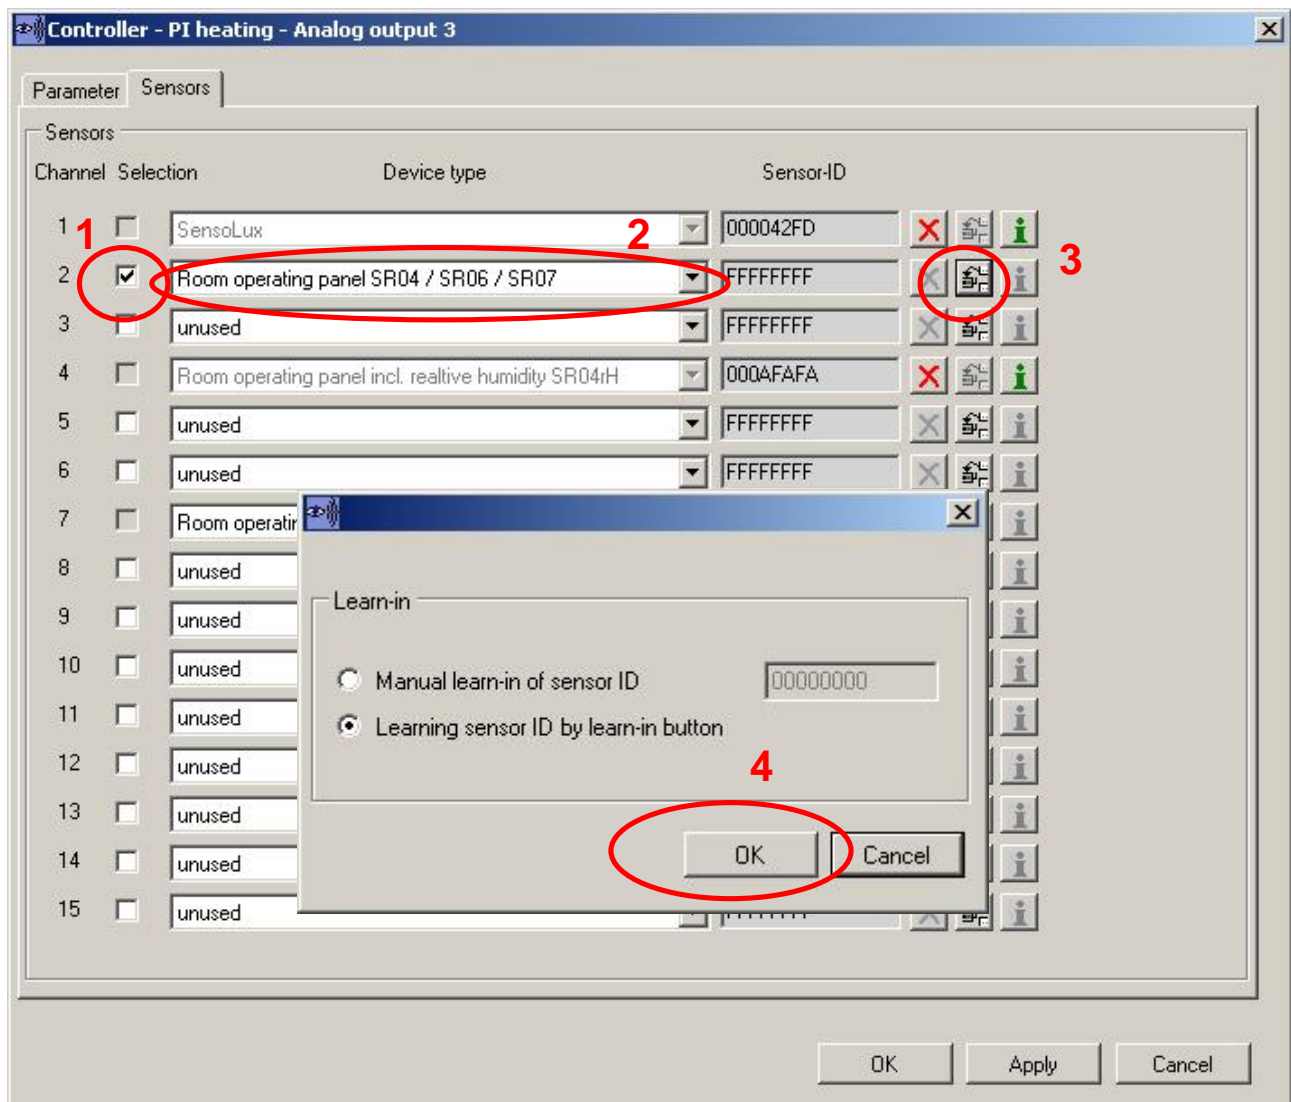 Controller - PI heating - Analog output 3
Parameter Sensors
Sensors
Channel Selection Device type Sensor-ID
1 1 SensoLux 2 000042FD
2 Room operating panel SR04 / SR06 / SR07 FFFFFFFF 3
3 unused FFFFFFFF
4 Room operating panel incl. realtive humidity SR04rH 000AFAFA
5 unused FFFFFFFF
6 unused FFFFFFFF
7 Room
8 unused
9 unused
Learn-in
10 unused
Manual learn-in of sensor ID 00000000
11 unused
Learning sensor ID by learn-in button
12 unused
4
13 unused
14 unused
OK Cancel
15 unused
OK Apply Cancel